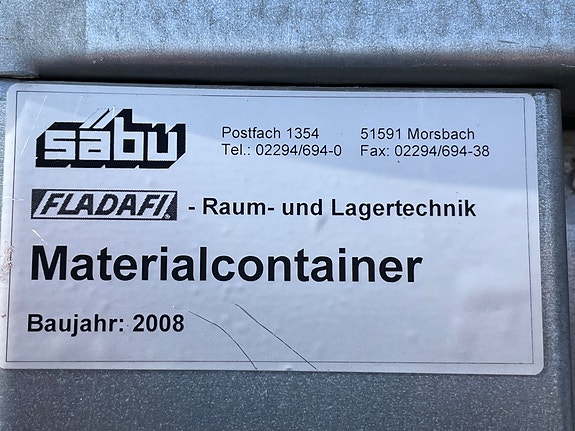 säbu
Postfach 1354 51591 Morsbach
Tel.: 02294/694-0 Fax: 02294/694-38
FLADAFI® - Raum- und Lagertechnik
Materialcontainer
Baujahr: 2008